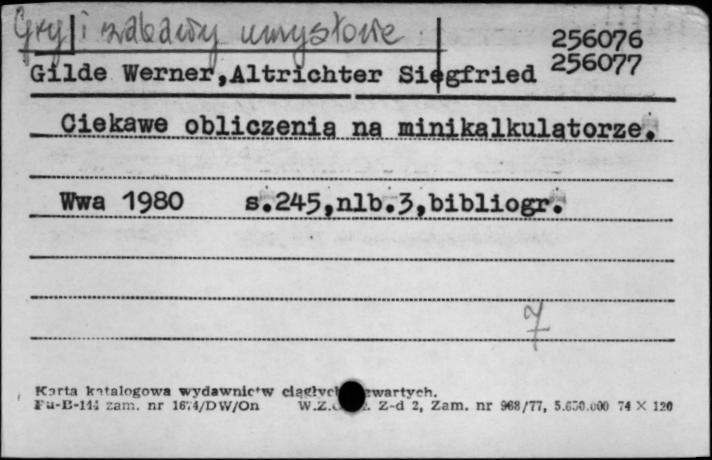 Gry i zabawy umysłowe
256076
256077
Gilde Werner,Altrichter Siegfried
Ciekawe obliczenia na minikalkulatorze.
Wwa 1980 s.245,nlb.3,bibliogr.
7
Karta katalogowa wydawnictw ciągłych zwartych.
Pu-B-144 zam. nr 1674/DW/On W.Z. Z-d 2, Zam. nr 968/77, 5.650.000 74 X 120